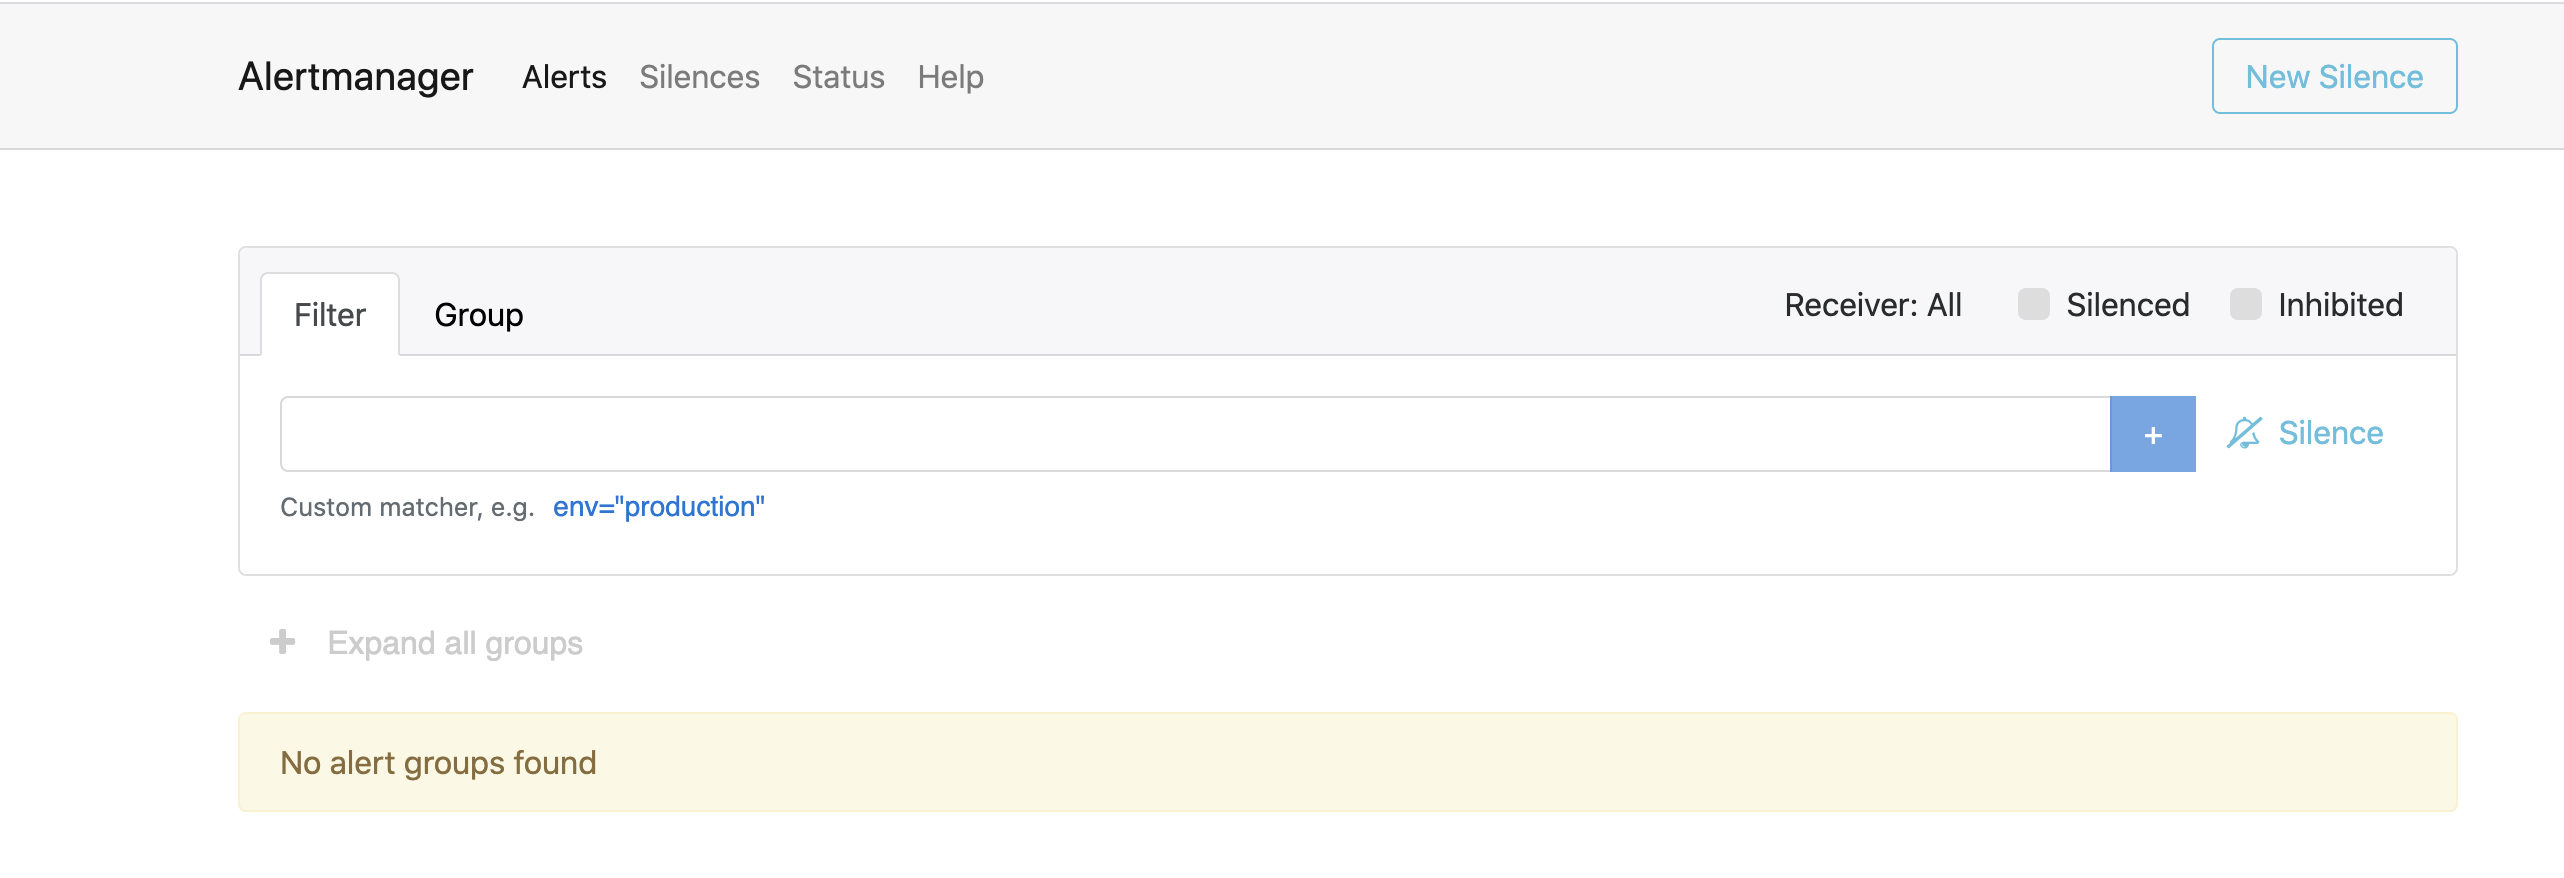 Alertmanager Alerts Silences Status Help New Silence
Filter Group Receiver: All Silenced Inhibited
+ Silence
Custom matcher, e.g. env="production"
+ Expand all groups
No alert groups found